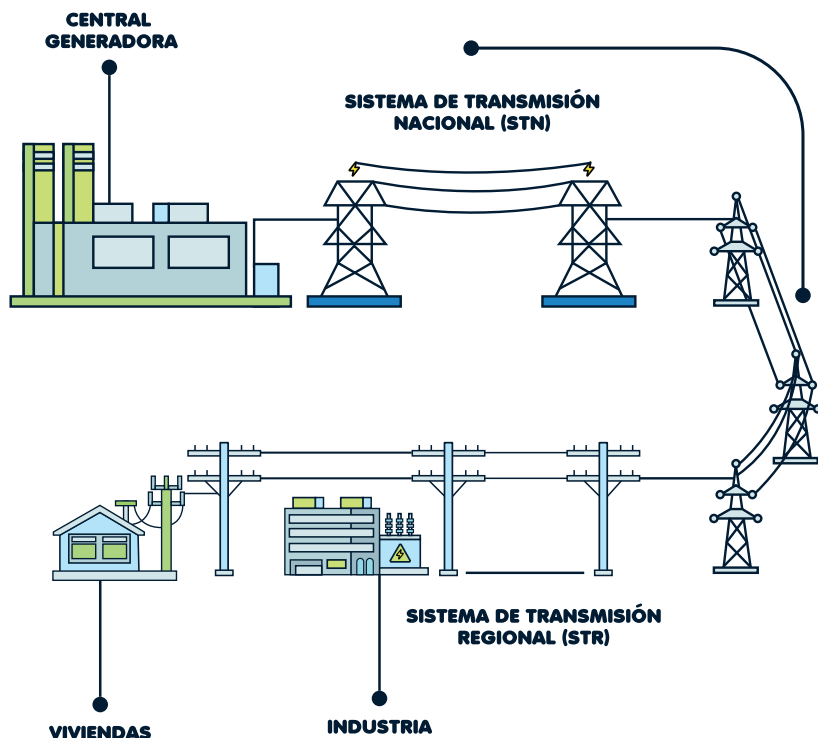 CENTRAL
GENERADORA
SISTEMA DE TRANSMISIÓN
NACIONAL (STN)
SISTEMA DE TRANSMISIÓN
REGIONAL (STR)
VIVIENDAS
INDUSTRIA